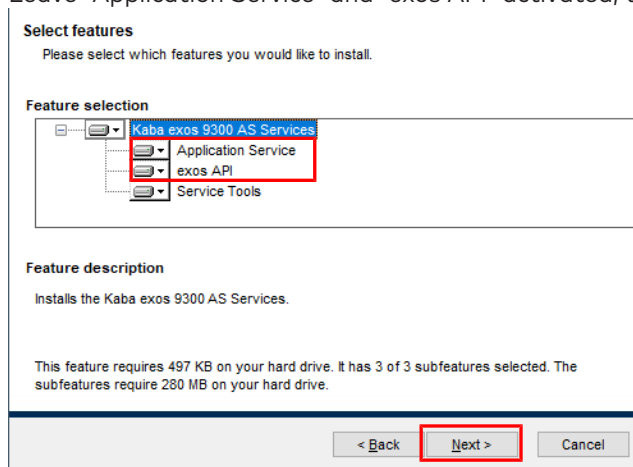 Select features
Please select which features you would like to install.
Feature selection
Kaba exos 9300 AS Services
Application Service
exos API
Service Tools
Feature description
Installs the Kaba exos 9300 AS Services.
This feature requires 497 KB on your hard drive. It has 3 of 3 subfeatures selected. The
subfeatures require 280 MB on your hard drive.
< Back
Next >
Cancel